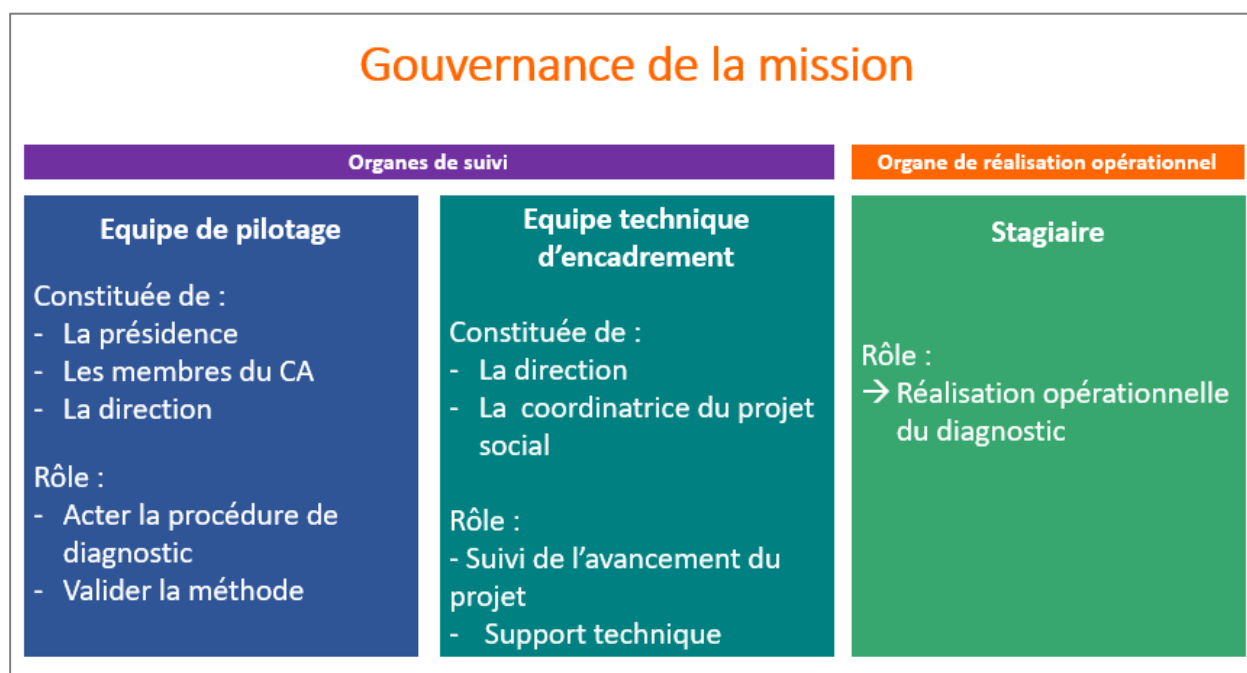 Gouvernance de la mission
Organes de suivi
Organe de réalisation opérationnel
Equipe de pilotage
Constituée de :
- La présidence
- Les membres du CA
- La direction
Rôle :
- Acter la procédure de
diagnostic
- Valider la méthode
Equipe technique
d’encadrement
Constituée de :
- La direction
- La coordinatrice du projet
social
Rôle :
- Suivi de l’avancement du
projet
- Support technique
Stagiaire
Rôle :
→ Réalisation opérationnelle
du diagnostic